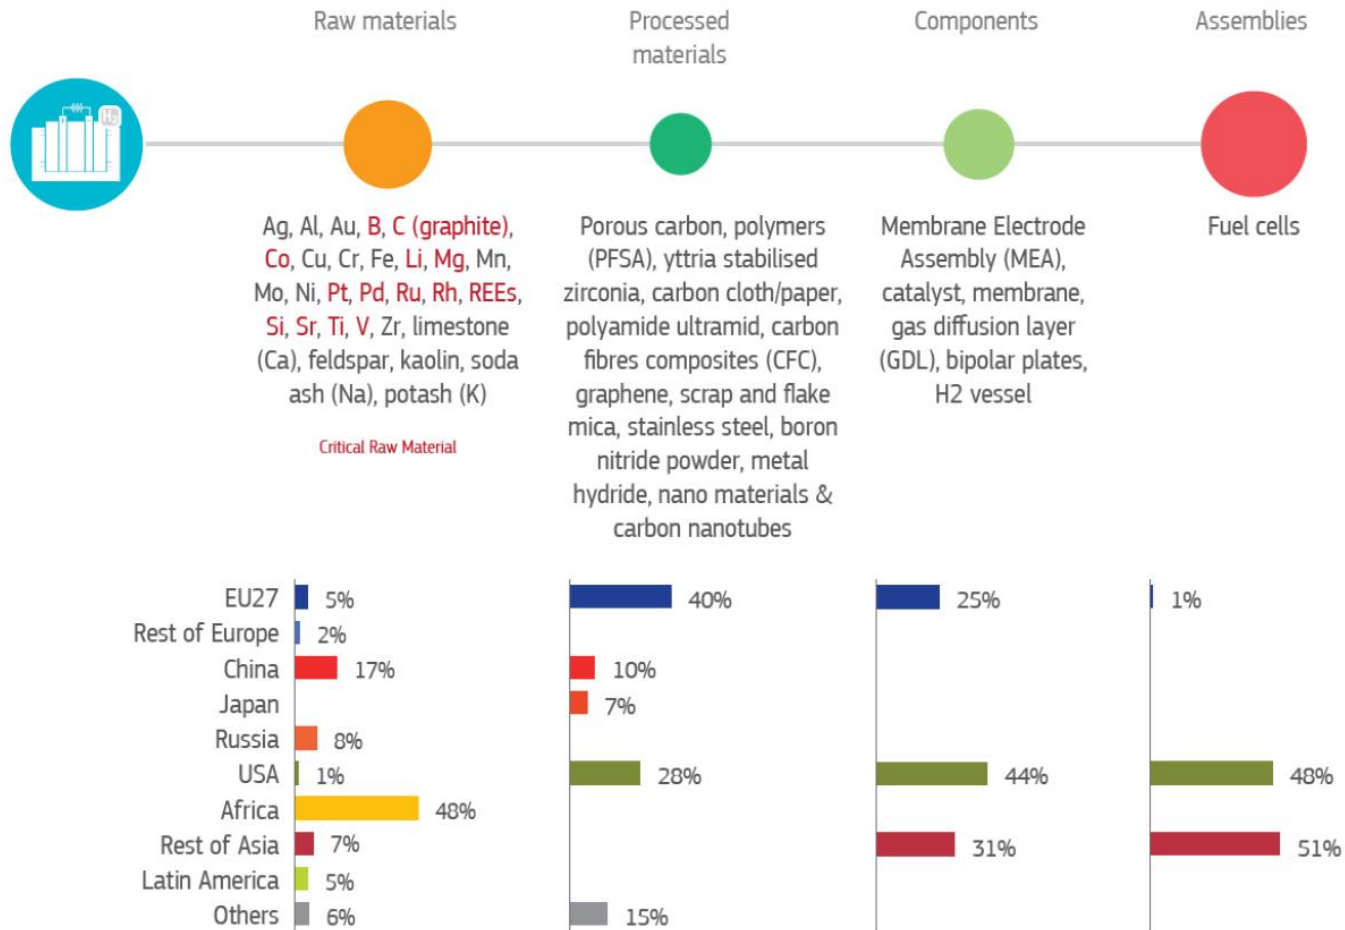 Raw materials
Processed
materials
Components
Assemblies
H2
Ag, Al, Au, B, C (graphite),
Co, Cu, Cr, Fe, Li, Mg, Mn,
Mo, Ni, Pt, Pd, Ru, Rh, REEs,
Si, Sr, Ti, V, Zr, limestone
(Ca), feldspar, kaolin, soda
ash (Na), potash (K)
Critical Raw Material
Porous carbon, polymers
(PFSA), yttria stabilised
zirconia, carbon cloth/paper,
polyamide ultramid, carbon
fibres composites (CFC),
graphene, scrap and flake
mica, stainless steel, boron
nitride powder, metal
hydride, nano materials &
carbon nanotubes
Membrane Electrode
Assembly (MEA),
catalyst, membrane,
gas diffusion layer
(GDL), bipolar plates,
H2 vessel
Fuel cells
EU27 5% 40% 25% 1%
Rest of Europe 2%
China 17% 10%
Japan 7%
Russia 8%
USA 1% 28% 44% 48%
Africa 48%
Rest of Asia 7% 31% 51%
Latin America 5%
Others 6% 15%